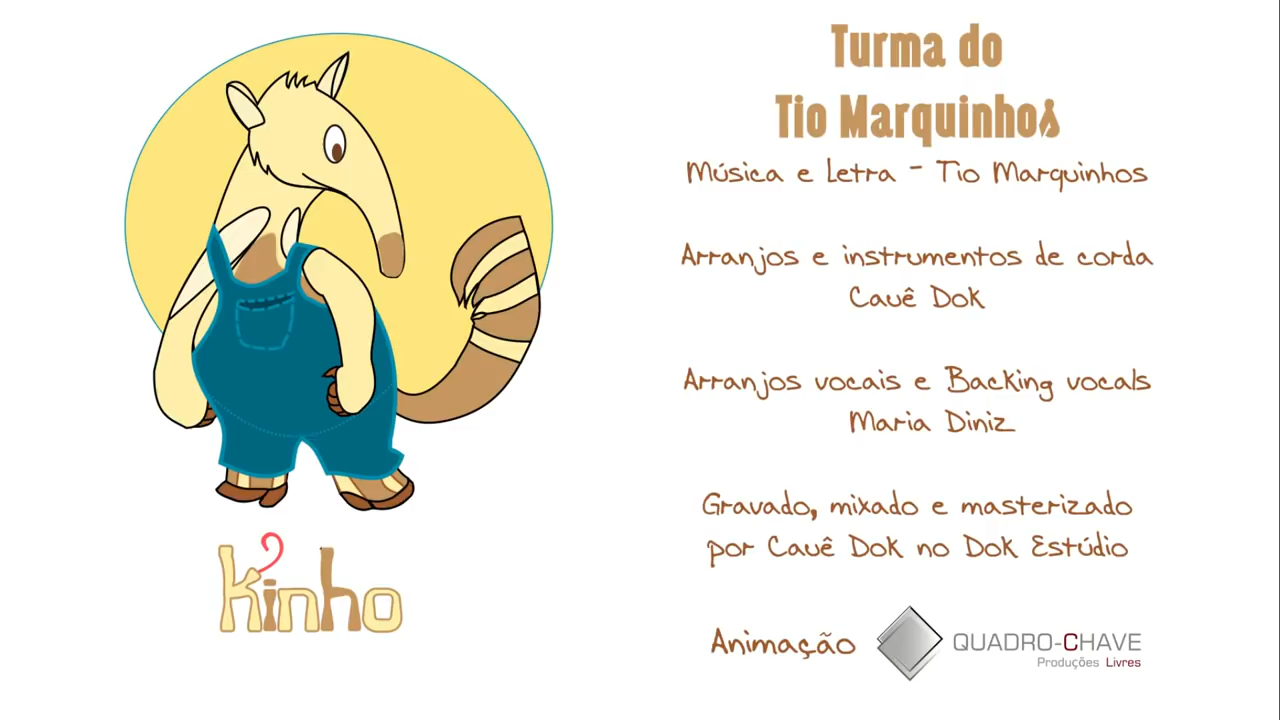 kinho
Turma do
Tio Marquinhos
Música e Letra - Tio Marquinhos
Arranjos e instrumentos de corda
Cauê Dok
Arranjos vocais e Backing vocals
Maria Diniz
Gravado, mixado e masterizado
por Cauê Dok no Dok Estúdio
Animação
QUADRO-CHAVE
Produções Livres